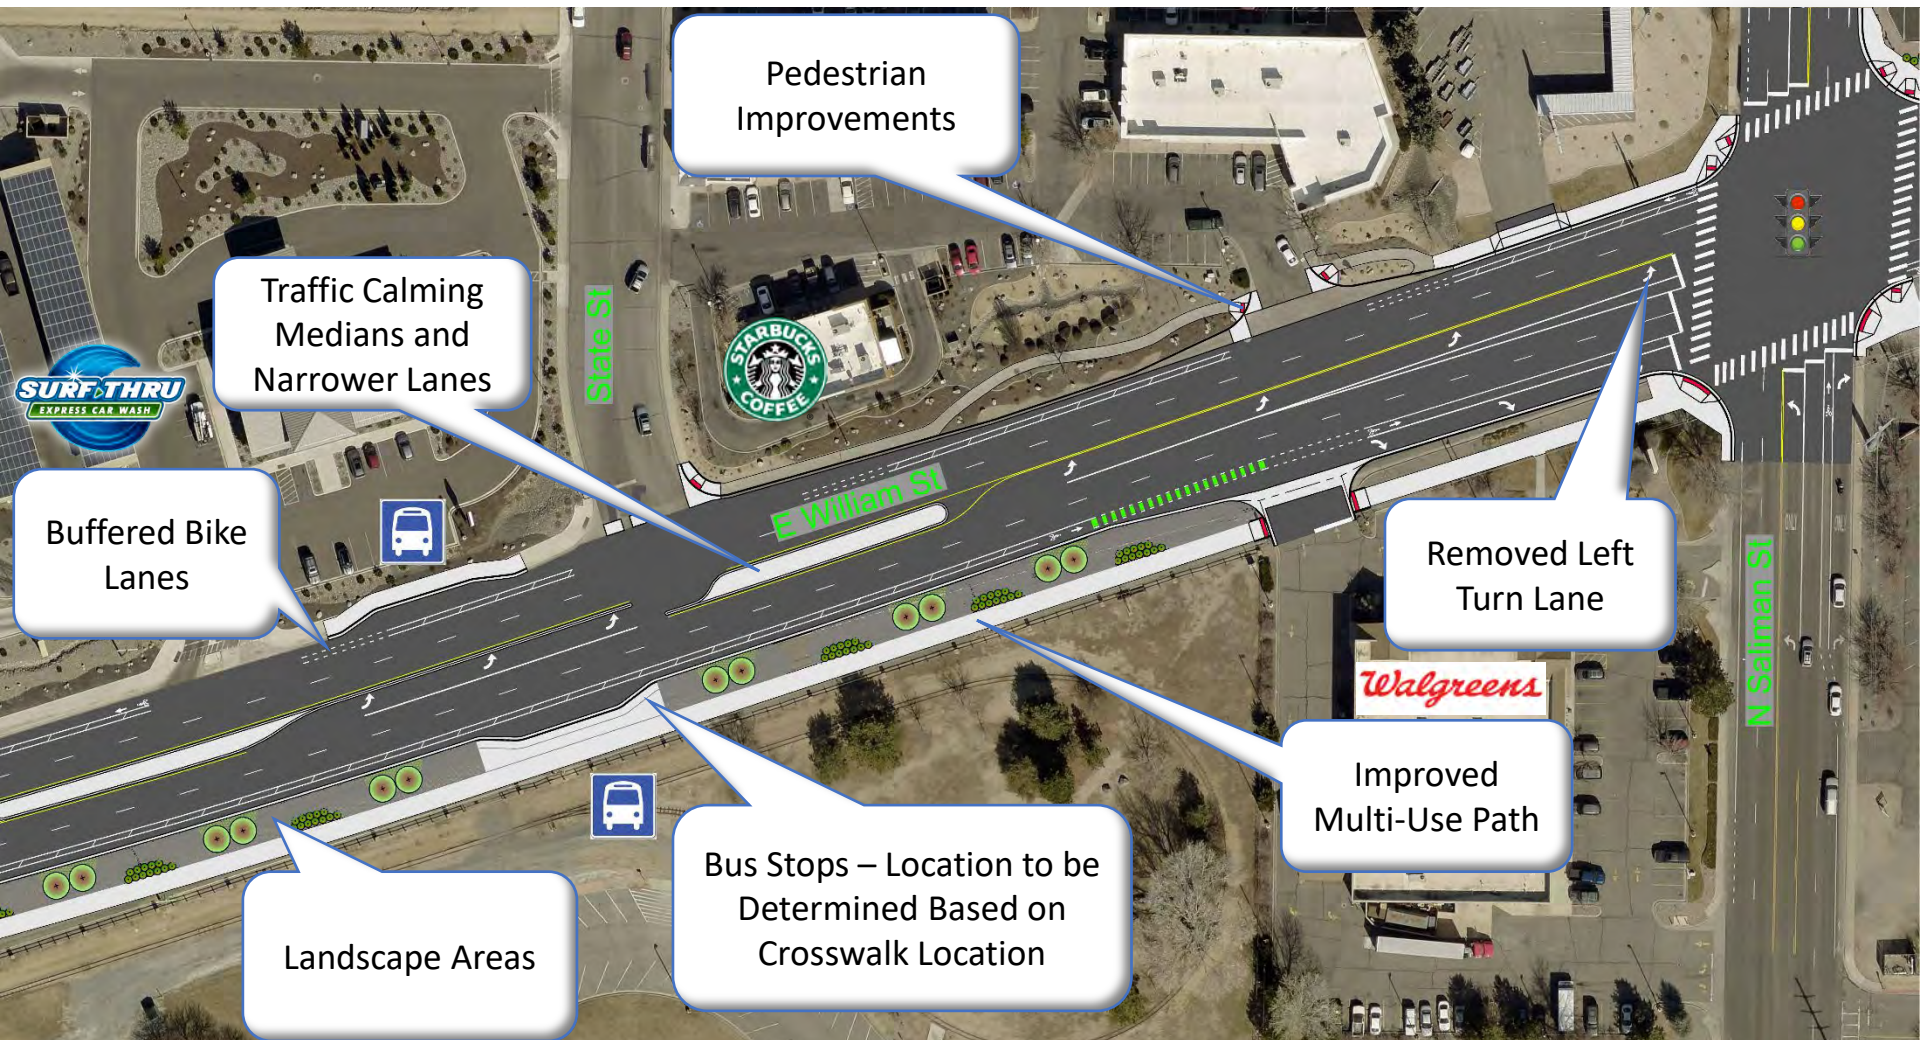 Pedestrian
Improvements
Traffic Calming
Medians and
Narrower Lanes
State St
STARBUCKS
COFFEE
SURF THRU
EXPRESS CAR WASH
E William St
Buffered Bike
Lanes
Removed Left
Turn Lane
N Saliman St
ONLY
ONLY
Walgreens
Improved
Multi-Use Path
Bus Stops – Location to be
Determined Based on
Crosswalk Location
Landscape Areas